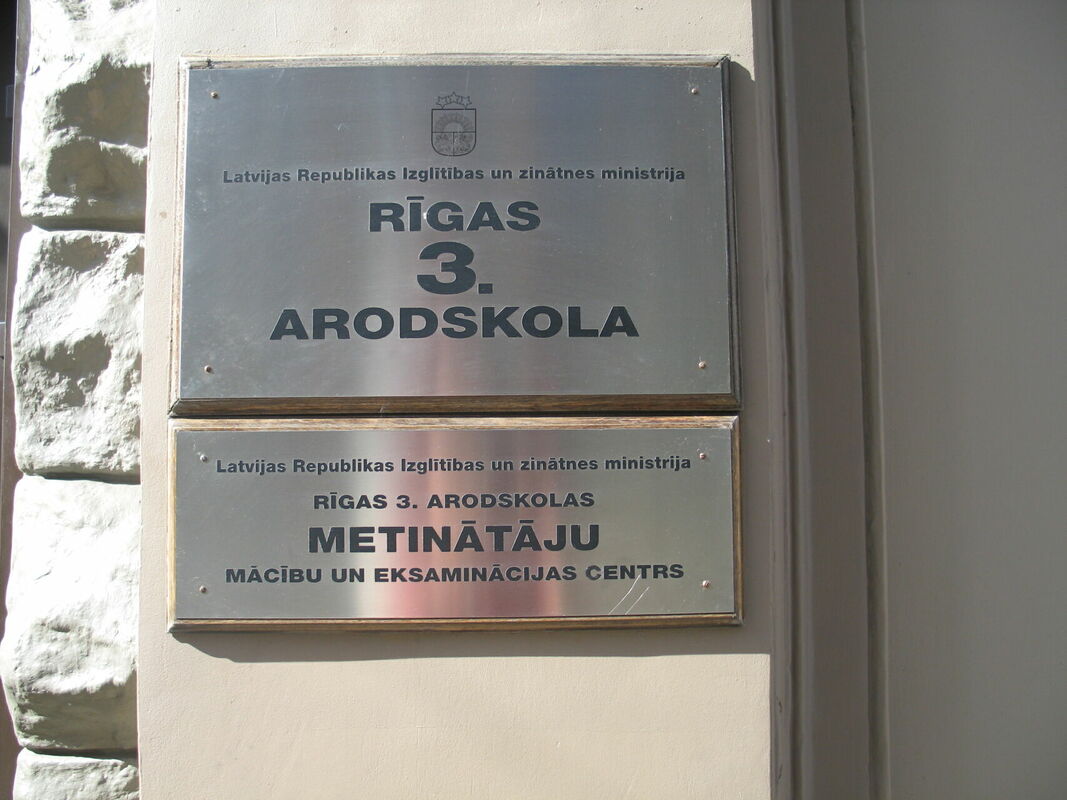 Latvijas Republikas Izglītības un zinātnes ministrija
RĪGAS
3.
ARODSKOLA
Latvijas Republikas Izglītības un zinātnes ministrija
RĪGAS 3. ARODSKOLAS
METINĀTĀJU
MĀCĪBU UN EKSAMINĀCIJAS CENTRS